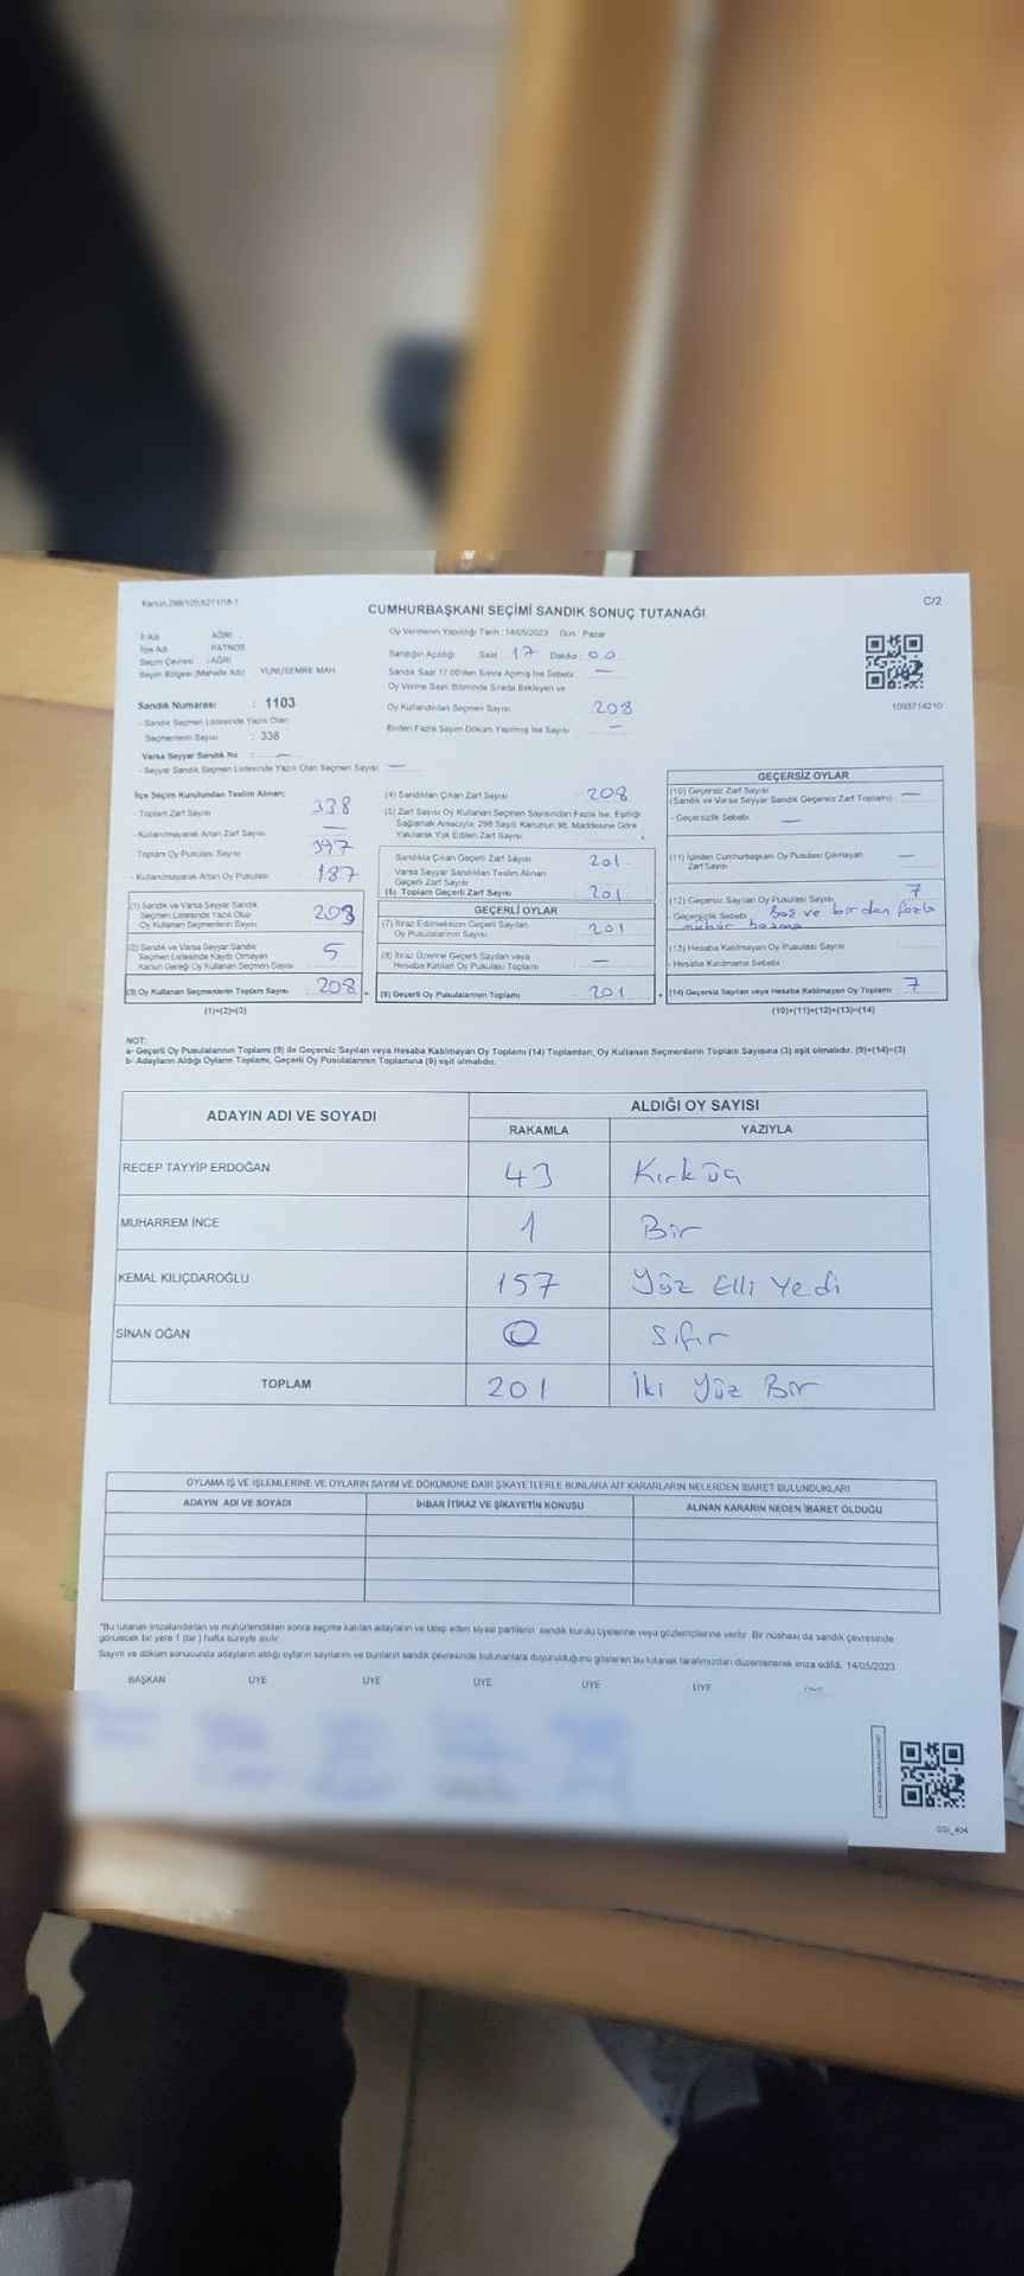 C/2
CUMHURBAŞKANI SEÇİMİ SANDIK SONUÇ TUTANAĞI
Oy Vermenin Yapıldığı Tarih : 14/05/2023 Gün : Pazar
İl Adı : AĞRI
İlçe Adı : PATNOS
Seçim Çevresi : AĞRI
Seçim Bölgesi (Mahalle Adı) : YUNUSEMRE MAH.
Sandığın Açıldığı Saat : 17 Dakika : 00
Sandık Saat 17.00'den Sonra Açılmış İse Sebebi : —
Oy Verme Saati Bitiminde Sırada Bekleyen ve
Oy Kullandırılan Seçmen Sayısı 208
Birden Fazla Sayım Döküm Yapılmış İse Sayısı —
1093714210
Sandık Numarası : 1103
- Sandık Seçmen Listesinde Yazılı Olan
Seçmenlerin Sayısı : 338
Varsa Seyyar Sandık No : —
- Seyyar Sandık Seçmen Listesinde Yazılı Olan Seçmen Sayısı: —
İlçe Seçim Kurulundan Teslim Alınan;
- Toplam Zarf Sayısı 338
- Kullanılmayarak Artan Zarf Sayısı —
Toplam Oy Pusulası Sayısı 397
- Kullanılmayarak Artan Oy Pusulası 187
(1) Sandık ve Varsa Seyyar Sandık
Seçmen Listesinde Yazılı Olup
Oy Kullanan Seçmenlerin Sayısı 203
(2) Sandık ve Varsa Seyyar Sandık
Seçmen Listesinde Kaydı Olmayan
Kanun Gereği Oy Kullanan Seçmen Sayısı 5
(3) Oy Kullanan Seçmenlerin Toplam Sayısı 208
(1)+(2)=(3)
(4) Sandıktan Çıkan Zarf Sayısı 208
(5) Zarf Sayısı Oy Kullanan Seçmen Sayısından Fazla İse, Eşitliği
Sağlamak Amacıyla, 298 Sayılı Kanunun 98. Maddesine Göre
Yakılarak Yok Edilen Zarf Sayısı
Sandıkta Çıkan Geçerli Zarf Sayısı 201
Varsa Seyyar Sandıktan Teslim Alınan
Geçerli Zarf Sayısı
(6) Toplam Geçerli Zarf Sayısı 201
GEÇERLİ OYLAR
(7) İtiraz Edilmeksizin Geçerli Sayılan
Oy Pusulalarının Sayısı 201
(8) İtiraz Üzerine Geçerli Sayılan veya
Hesaba Katılan Oy Pusulası Toplamı —
(9) Geçerli Oy Pusulalarının Toplamı 201
GEÇERSİZ OYLAR
(10) Geçersiz Zarf Sayısı
(Sandık ve Varsa Seyyar Sandık Geçersiz Zarf Toplamı) —
- Geçersizlik Sebebi —
(11) İçinden Cumhurbaşkanı Oy Pusulası Çıkmayan
Zarf Sayısı —
(12) Geçersiz Sayılan Oy Pusulası Sayısı 7
- Geçersizlik Sebebi Boş ve birden fazla
mühür basma
(13) Hesaba Katılmayan Oy Pusulası Sayısı
- Hesaba Katılmama Sebebi
(14) Geçersiz Sayılan veya Hesaba Katılmayan Oy Toplamı 7
(10)+(11)+(12)+(13)=(14)
NOT:
a- Geçerli Oy Pusulalarının Toplamı (9) ile Geçersiz Sayılan veya Hesaba Katılmayan Oy Toplamı (14) Toplamları, Oy Kullanan Seçmenlerin Toplam Sayısına (3) eşit olmalıdır. (9)+(14)=(3)
b- Adayların Aldığı Oyların Toplamı, Geçerli Oy Pusulalarının Toplamına (9) eşit olmalıdır.
ADAYIN ADI VE SOYADI ALDIĞI OY SAYISI
RAKAMLA YAZIYLA
RECEP TAYYİP ERDOĞAN 43 Kırk üç
MUHARREM İNCE 1 Bir
KEMAL KILIÇDAROĞLU 157 Yüz Elli Yedi
SİNAN OĞAN 0 Sıfır
TOPLAM 201 İki Yüz Bir
OYLAMA İŞ VE İŞLEMLERİNE VE OYLARIN SAYIM VE DÖKÜMÜNE DAİR ŞİKAYETLERLE BUNLARA AİT KARARLARIN NELERDEN İBARET BULUNDUKLARI
ADAYIN ADI VE SOYADI İHBAR İTİRAZ VE ŞİKAYETİN KONUSU ALINAN KARARIN NEDEN İBARET OLDUĞU
"Bu tutanak imzalandıktan ve mühürlendikten sonra seçime katılan adayların ve talep eden siyasi partilerin sandık kurulu üyelerine veya gözlemcilerine verilir. Bir nüshası da sandık çevresinde
görülecek bir yere 1 (bir) hafta süreyle asılır.
Sayım ve döküm sonucunda adayların aldığı oyların sayılarını ve bunların sandık çevresinde bulunanlara duyurulduğunu gösteren bu tutanak tarafımızdan düzenlenerek imza edildi. 14/05/2023
BAŞKAN ÜYE ÜYE ÜYE ÜYE ÜYE